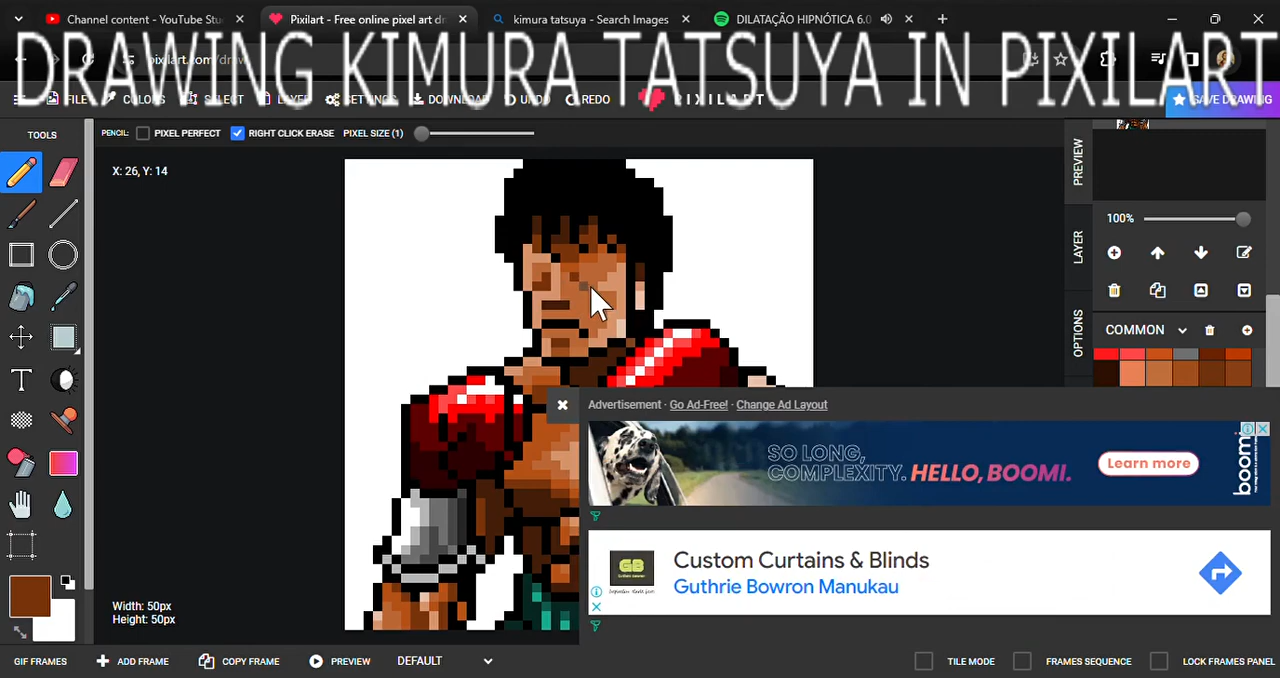 Channel content - YouTube Stu
Pixilart - Free online pixel art dr
kimura tatsuya - Search Images
DILATAÇÃO HIPNÓTICA 6.0
DRAWING KIMURA TATSUYA IN PIXILART
pixilart.com/draw
FILE
COLORS
SELECT
LAYER
SETTINGS
DOWNLOAD
UNDO
REDO
PIXILART
SAVE DRAWING
TOOLS
PENCIL:
PIXEL PERFECT
RIGHT CLICK ERASE
PIXEL SIZE (1)
X: 26, Y: 14
PREVIEW
100%
LAYER
OPTIONS
COMMON
Advertisement - Go Ad-Free! - Change Ad Layout
SO LONG,
COMPLEXITY. HELLO, BOOMI.
Learn more
boomi
Custom Curtains & Blinds
Guthrie Bowron Manukau
GB
Width: 50px
Height: 50px
GIF FRAMES
ADD FRAME
COPY FRAME
PREVIEW
DEFAULT
TILE MODE
FRAMES SEQUENCE
LOCK FRAMES PANEL